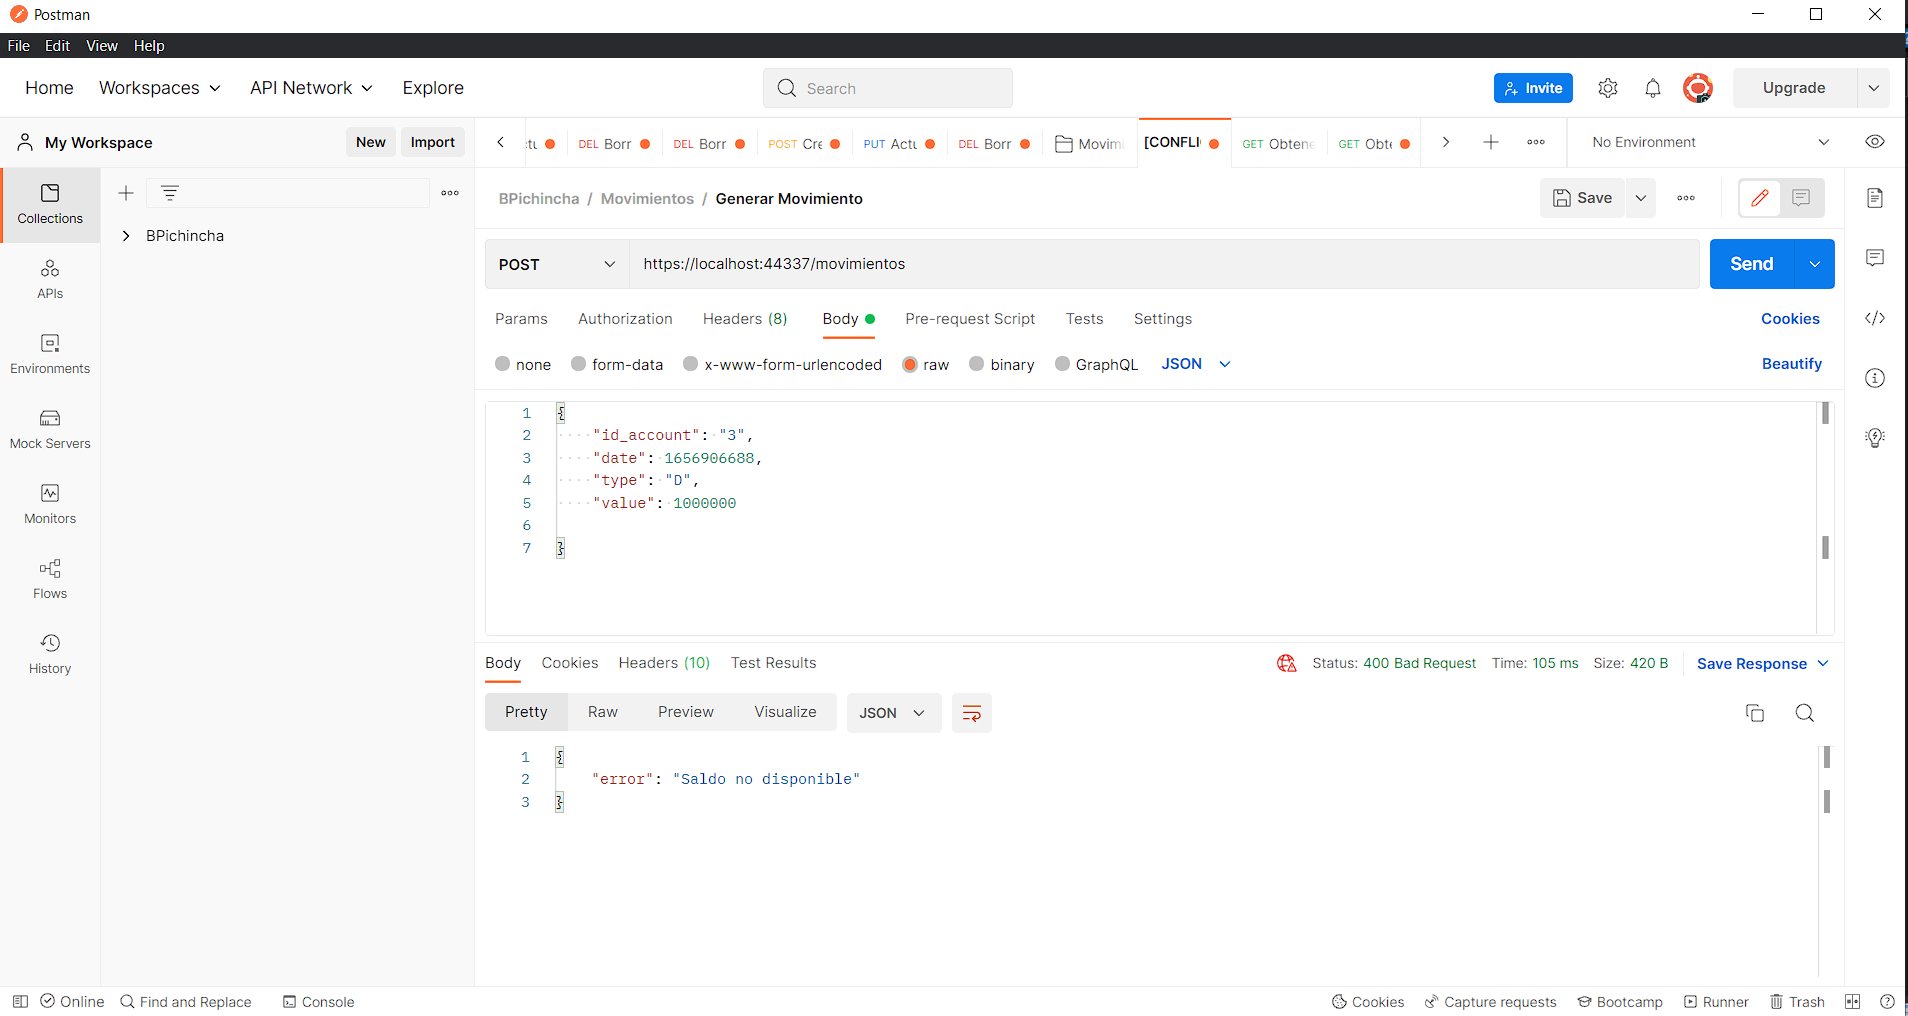 Postman
File Edit View Help
Home Workspaces API Network Explore Search Invite Upgrade
My Workspace New Import
DEL Borr DEL Borr POST Cre PUT Actu DEL Borr Movimi [CONFLI GET Obtene GET Obte No Environment
Collections
APIs
Environments
Mock Servers
Monitors
Flows
History
BPichincha
BPichincha / Movimientos / Generar Movimiento Save
POST https://localhost:44337/movimientos Send
Params Authorization Headers (8) Body Pre-request Script Tests Settings Cookies
none form-data x-www-form-urlencoded raw binary GraphQL JSON Beautify
1 {
2 "id_account": "3",
3 "date": 1656906688,
4 "type": "D",
5 "value": 1000000
6
7 }
Body Cookies Headers (10) Test Results Status: 400 Bad Request Time: 105 ms Size: 420 B Save Response
Pretty Raw Preview Visualize JSON
1 {
2 "error": "Saldo no disponible"
3 }
Online Find and Replace Console Cookies Capture requests Bootcamp Runner Trash